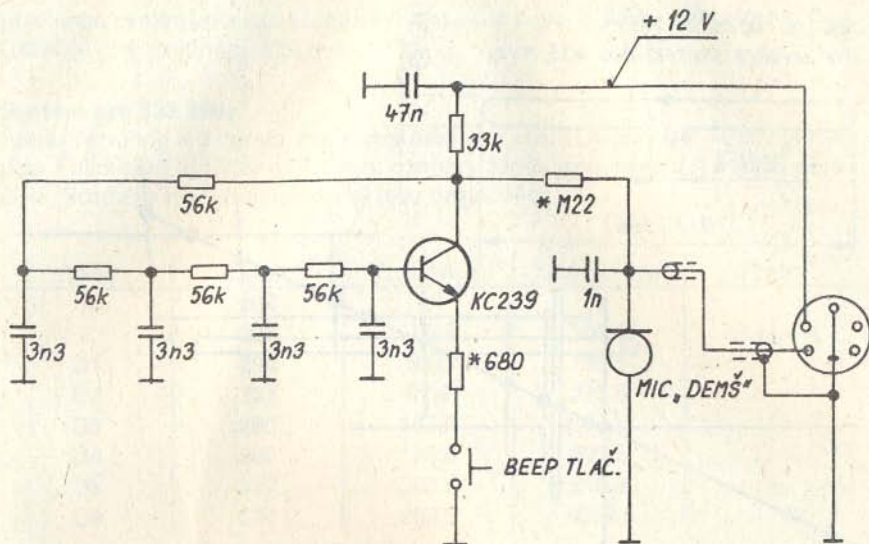 + 12 V
47n
33k
56k
* M22
56k
56k
56k
KC239
1n
3n3
3n3
3n3
3n3
*680
MIC „ DEMŠ"
BEEP TLAČ.